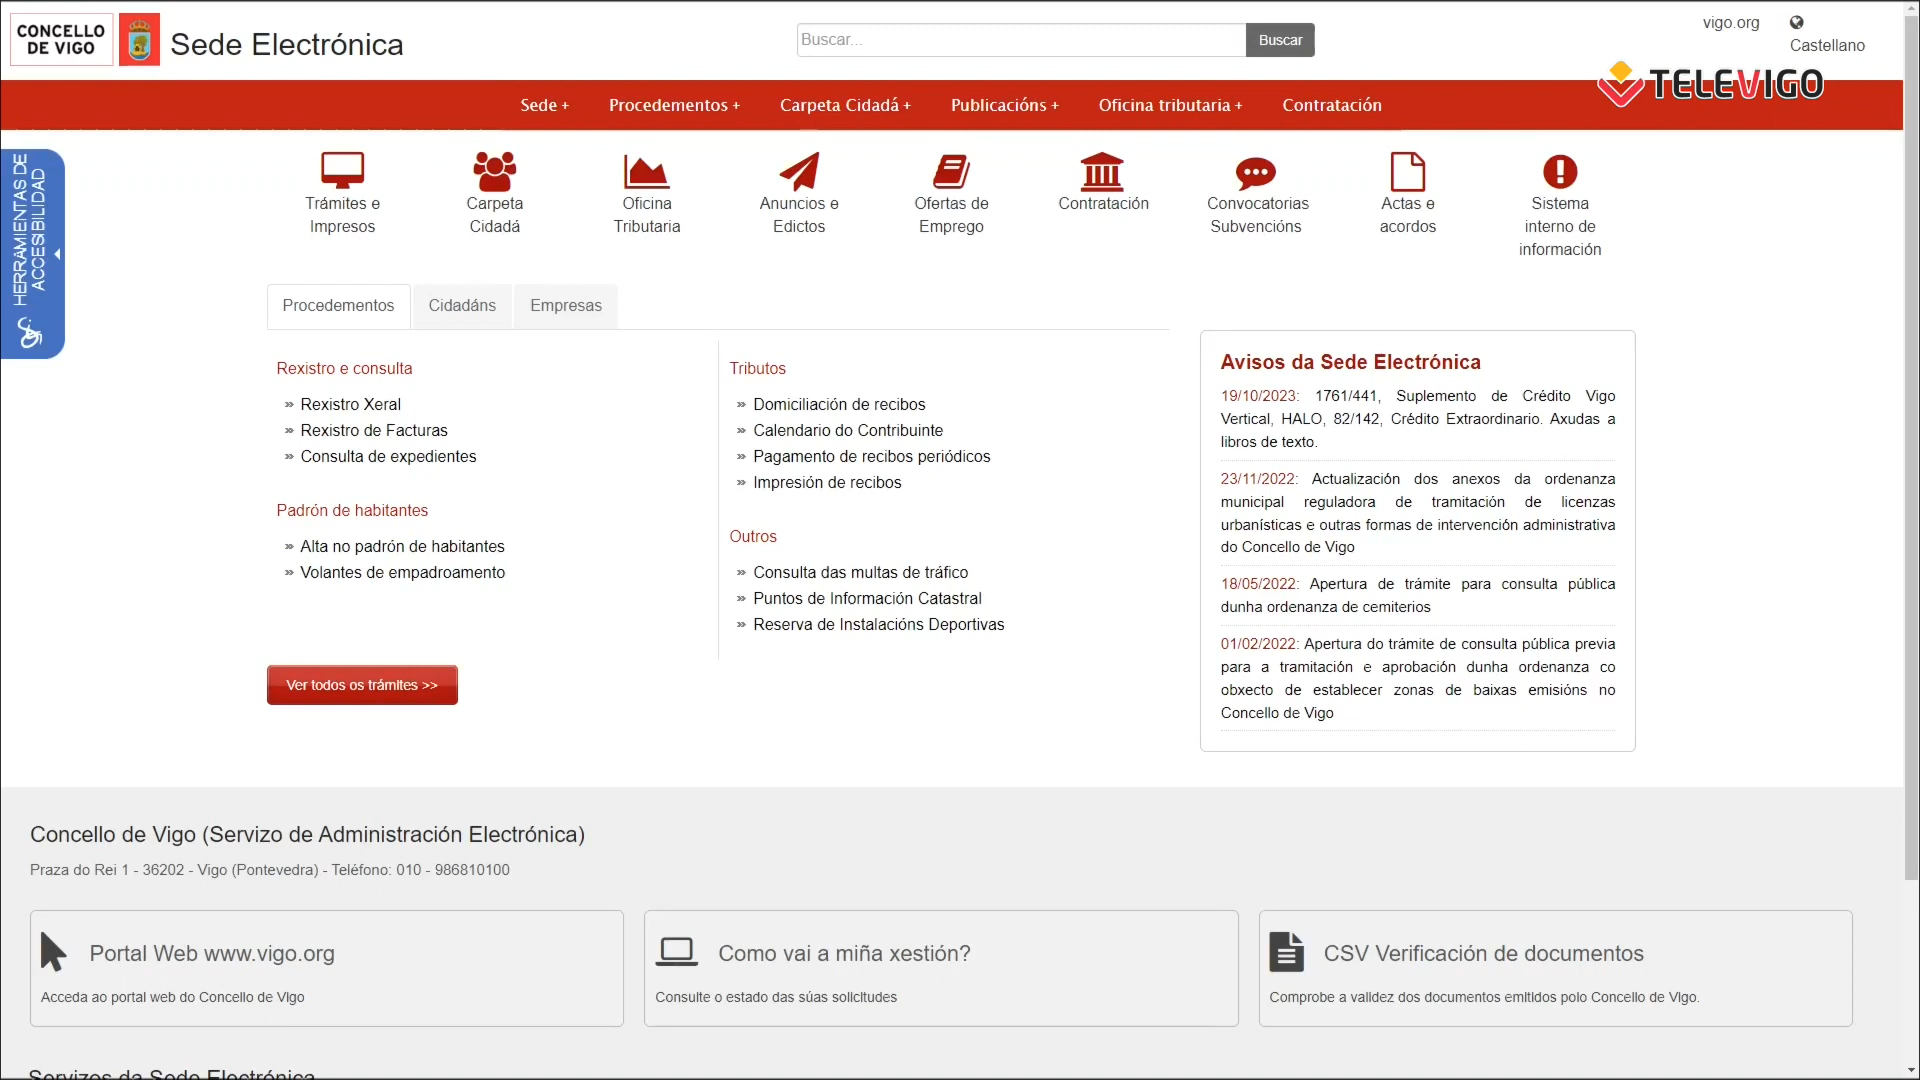 CONCELLO
DE VIGO
Sede Electrónica
Buscar...
Buscar
vigo.org
Castellano
TELEVIGO
Sede +
Procedementos +
Carpeta Cidadá +
Publicacións +
Oficina tributaria +
Contratación
HERRAMIENTAS DE
ACCESIBILIDAD
Trámites e
Impresos
Carpeta
Cidadá
Oficina
Tributaria
Anuncios e
Edictos
Ofertas de
Emprego
Contratación
Convocatorias
Subvencións
Actas e
acordos
Sistema
interno de
información
Procedementos
Cidadáns
Empresas
Rexistro e consulta
» Rexistro Xeral
» Rexistro de Facturas
» Consulta de expedientes
Padrón de habitantes
» Alta no padrón de habitantes
» Volantes de empadroamento
Tributos
» Domiciliación de recibos
» Calendario do Contribuinte
» Pagamento de recibos periódicos
» Impresión de recibos
Outros
» Consulta das multas de tráfico
» Puntos de Información Catastral
» Reserva de Instalacións Deportivas
Ver todos os trámites >>
Avisos da Sede Electrónica
19/10/2023: 1761/441, Suplemento de Crédito Vigo
Vertical, HALO, 82/142, Crédito Extraordinario. Axudas a
libros de texto.
23/11/2022: Actualización dos anexos da ordenanza
municipal reguladora de tramitación de licenzas
urbanísticas e outras formas de intervención administrativa
do Concello de Vigo
18/05/2022: Apertura de trámite para consulta pública
dunha ordenanza de cemiterios
01/02/2022: Apertura do trámite de consulta pública previa
para a tramitación e aprobación dunha ordenanza co
obxecto de establecer zonas de baixas emisións no
Concello de Vigo
Concello de Vigo (Servizo de Administración Electrónica)
Praza do Rei 1 - 36202 - Vigo (Pontevedra) - Teléfono: 010 - 986810100
Portal Web www.vigo.org
Acceda ao portal web do Concello de Vigo
Como vai a miña xestión?
Consulte o estado das súas solicitudes
CSV Verificación de documentos
Comprobe a validez dos documentos emitidos polo Concello de Vigo.
Servizos da Sede Electrónica